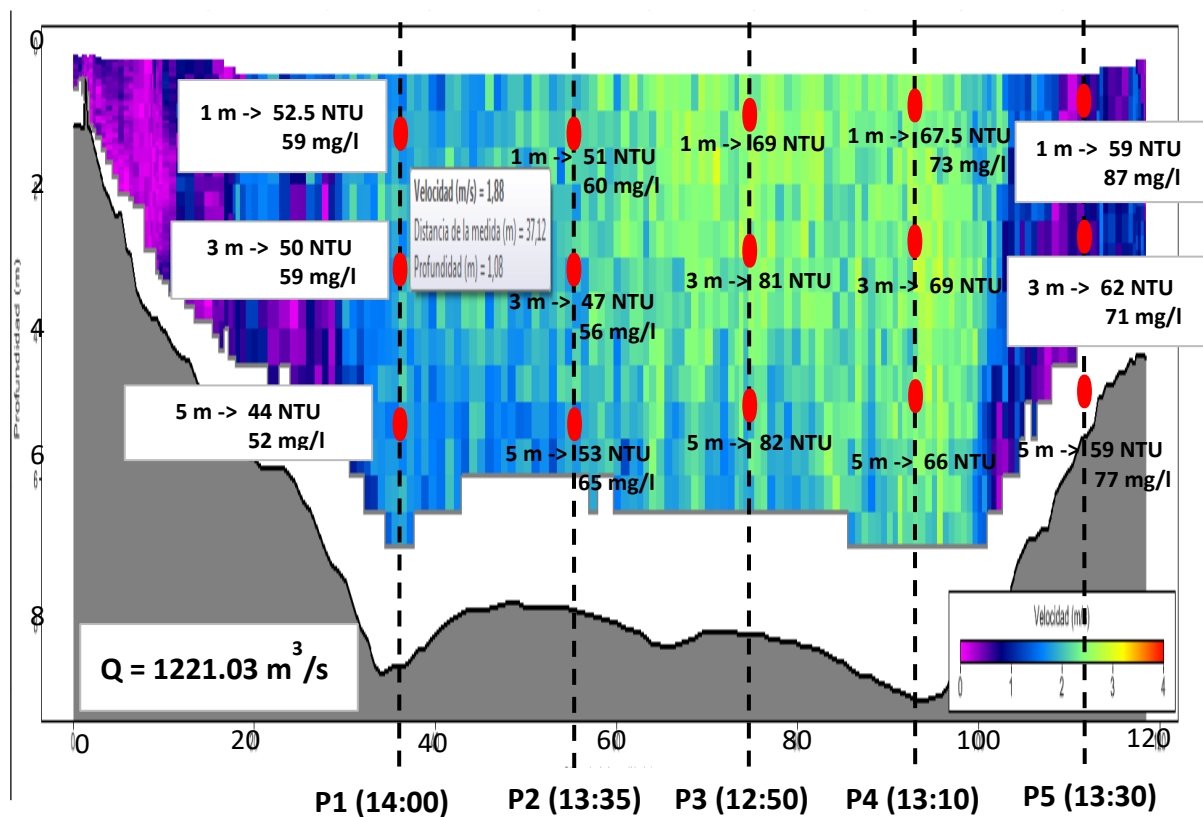 Profundidad (m)
0
2
4
6
8
1 m -> 52.5 NTU
59 mg/l
3 m -> 50 NTU
59 mg/l
5 m -> 44 NTU
52 mg/l
Velocidad (m/s) = 1,88
Distancia de la medida (m) = 37,12
Profundidad (m) = 1,08
1 m -> 51 NTU
60 mg/l
3 m -> 47 NTU
56 mg/l
5 m -> 53 NTU
65 mg/l
1 m -> 69 NTU
3 m -> 81 NTU
5 m -> 82 NTU
1 m -> 67.5 NTU
73 mg/l
3 m -> 69 NTU
5 m -> 66 NTU
1 m -> 59 NTU
87 mg/l
3 m -> 62 NTU
71 mg/l
5 m -> 59 NTU
77 mg/l
Q = 1221.03 m³/s
Velocidad (m/s)
0 1 2 3 4
0 20 40 60 80 100 120
P1 (14:00) P2 (13:35) P3 (12:50) P4 (13:10) P5 (13:30)